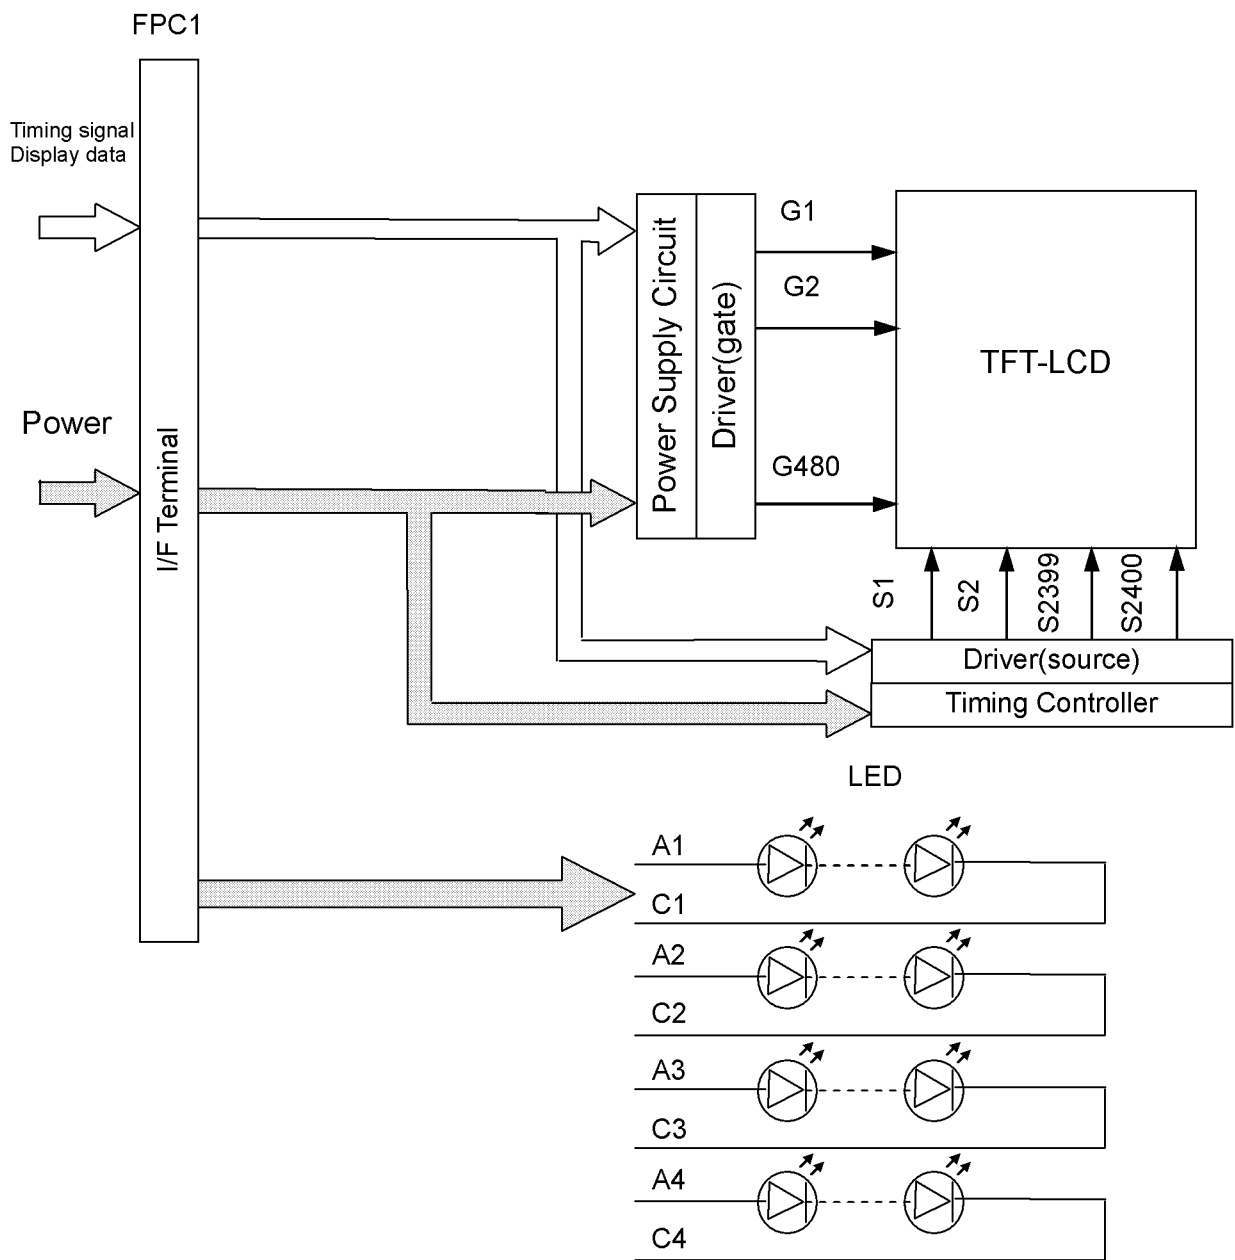 FPC1
Timing signal
Display data
Power
I/F Terminal
Power Supply Circuit
Driver(gate)
G1
G2
G480
TFT-LCD
S1
S2
S2399
S2400
Driver(source)
Timing Controller
LED
A1
C1
A2
C2
A3
C3
A4
C4